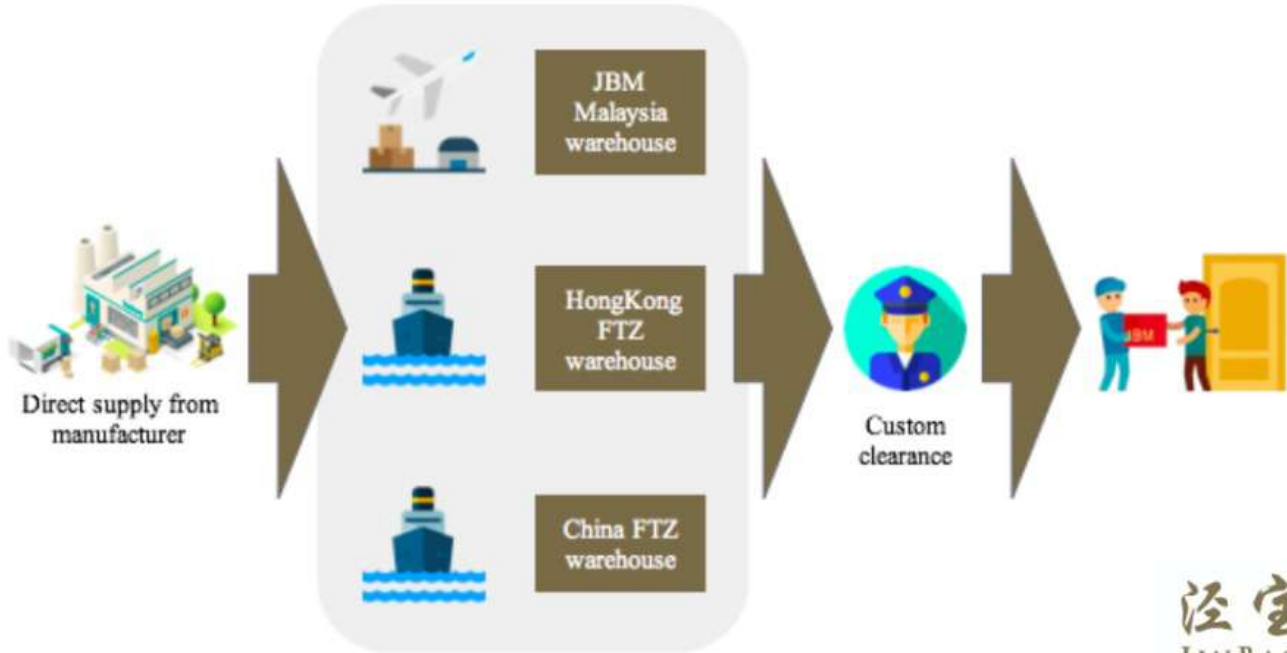 JBM
Malaysia
warehouse
Direct supply from
manufacturer
HongKong
FTZ
warehouse
China FTZ
warehouse
Custom
clearance
JBM
泾宝